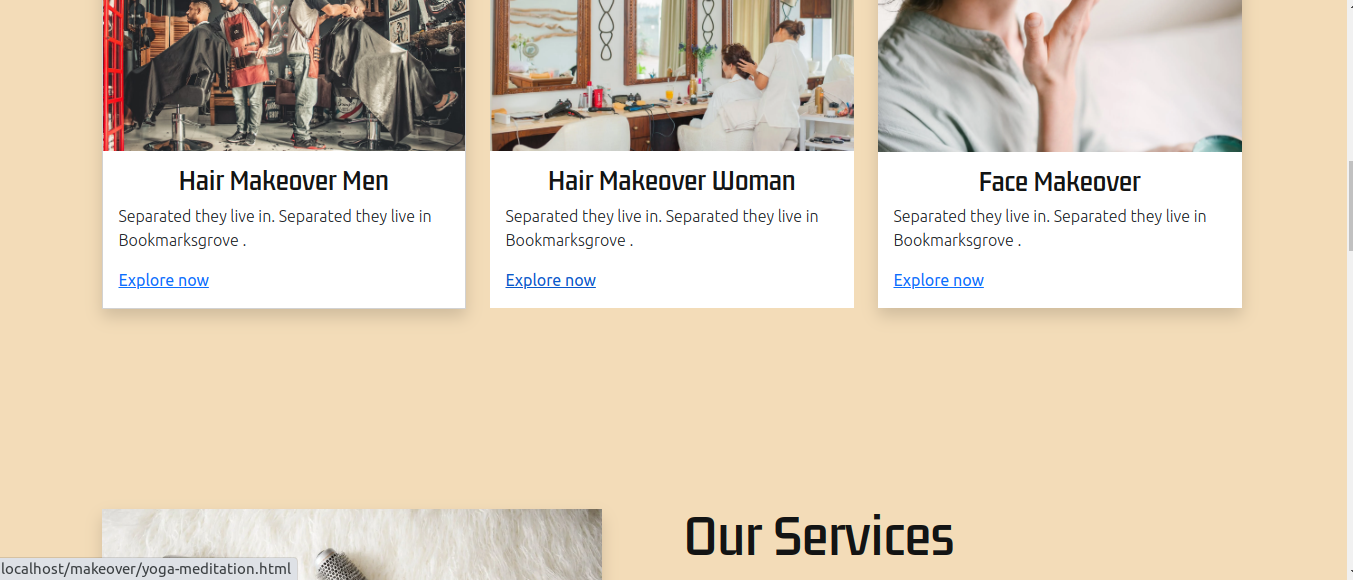 Hair Makeover Men
Separated they live in. Separated they live in
Bookmarksgrove .
Explore now
Hair Makeover Woman
Separated they live in. Separated they live in
Bookmarksgrove .
Explore now
Face Makeover
Separated they live in. Separated they live in
Bookmarksgrove .
Explore now
Our Services
localhost/makeover/yoga-meditation.html